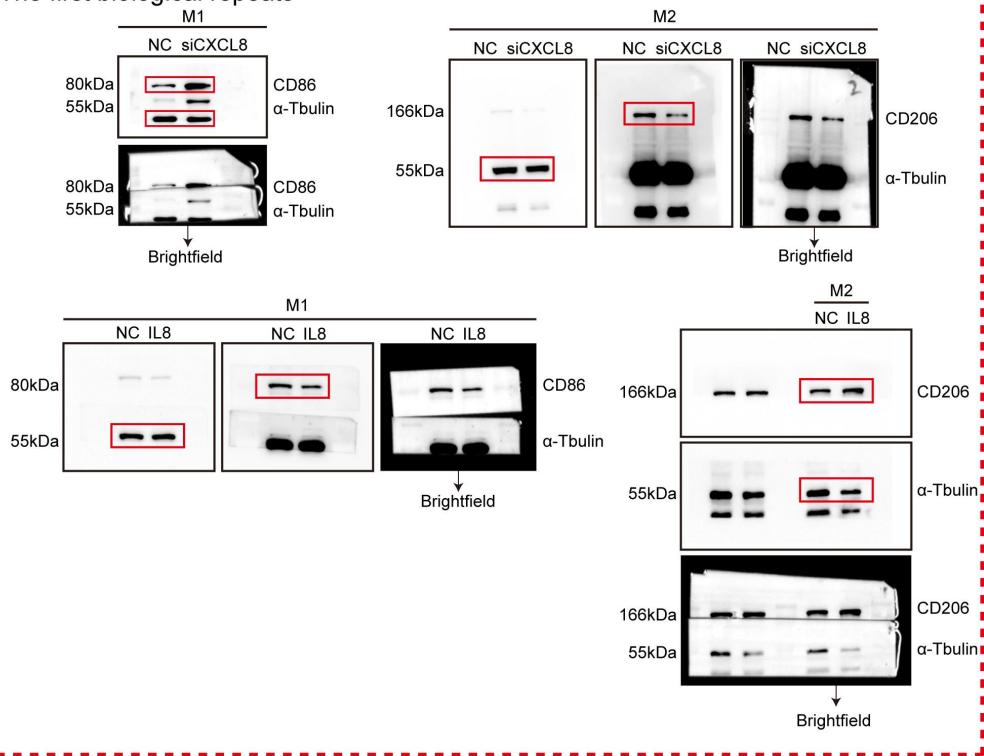 The first biological repeats
M1
NC siCXCL8
80kDa CD86
55kDa α-Tbulin
80kDa CD86
55kDa α-Tbulin
Brightfield
M2
NC siCXCL8 NC siCXCL8 NC siCXCL8
2
166kDa CD206
55kDa α-Tbulin
Brightfield
M1
NC IL8 NC IL8 NC IL8
80kDa CD86
55kDa α-Tbulin
Brightfield
M2
NC IL8
166kDa CD206
55kDa α-Tbulin
166kDa CD206
55kDa α-Tbulin
Brightfield